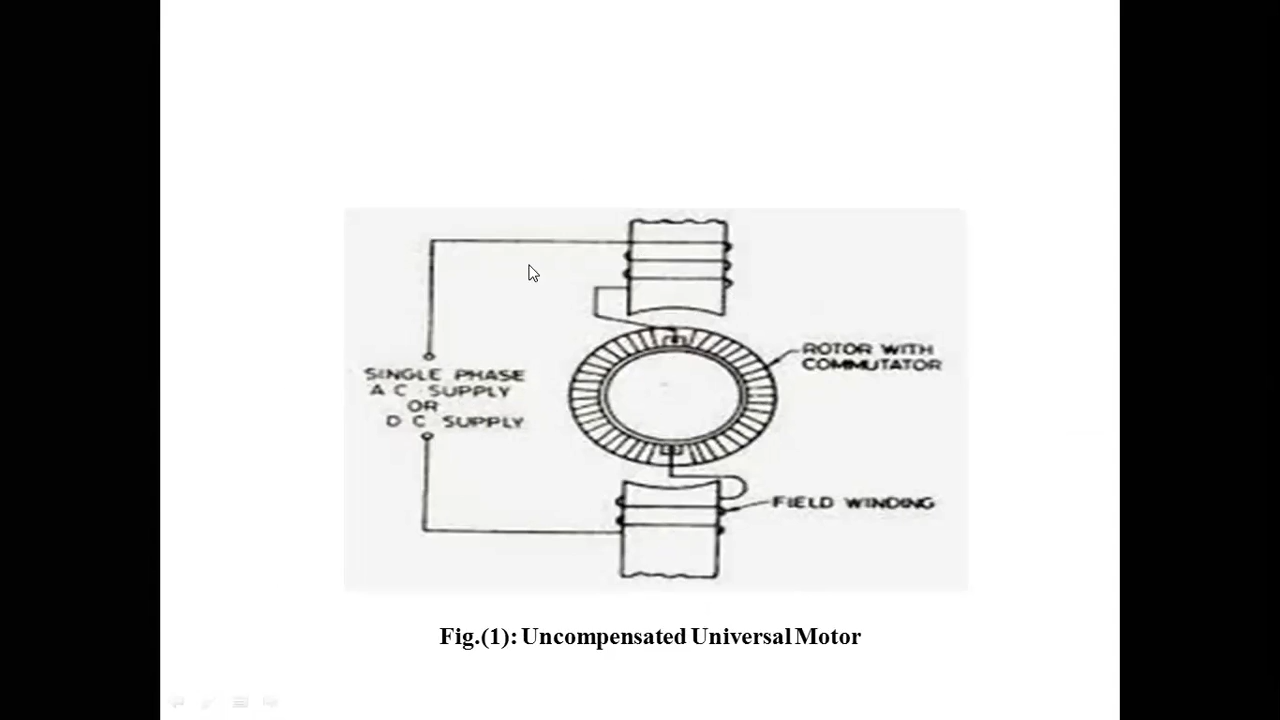 ROTOR WITH
COMMUTATOR
SINGLE PHASE
A C SUPPLY
OR
D C SUPPLY
FIELD WINDING
Fig.(1): Uncompensated Universal Motor